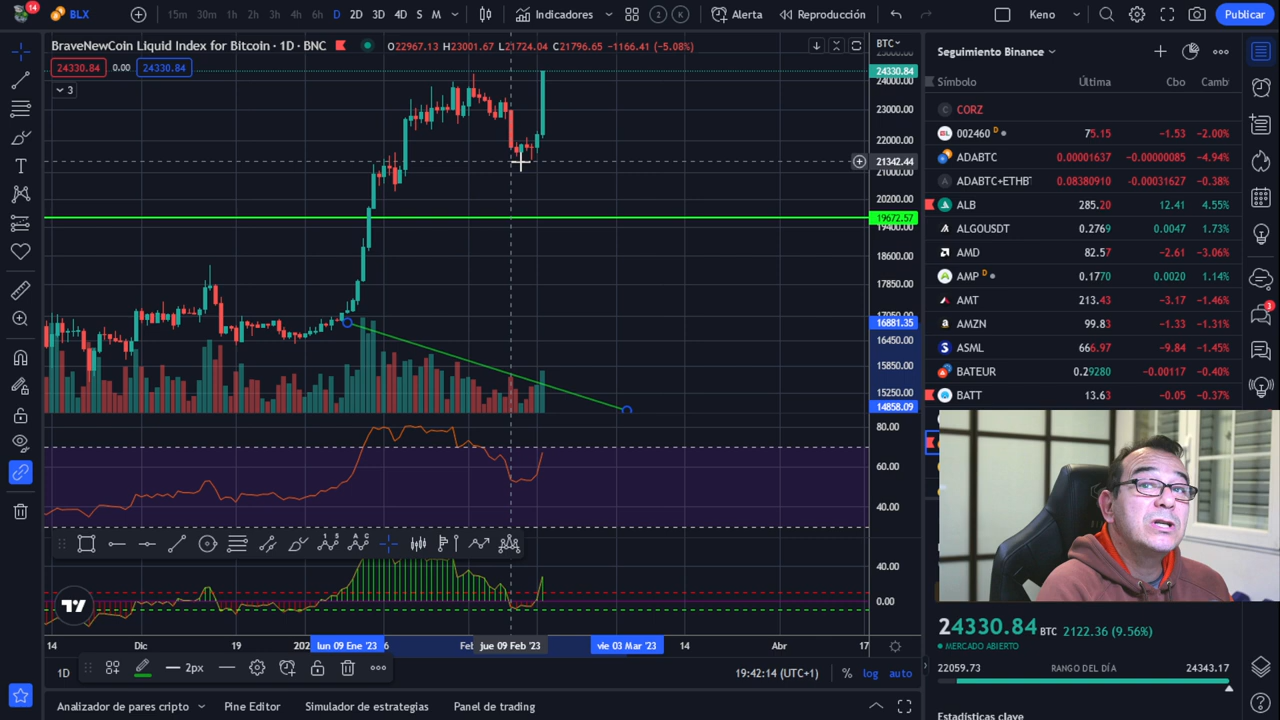 14
BLX
15m 30m 1h 2h 3h 4h 6h D 2D 3D 4D S M
Indicadores
2 K
Alerta
Reproducción
Keno
Publicar
BraveNewCoin Liquid Index for Bitcoin · 1D · BNC
O22967.13 H23001.67 L21724.04 C21796.65 −1166.41 (−5.08%)
24330.84 0.00 24330.84
3
BTC
24330.84
24000.00
23000.00
22000.00
21342.44
21000.00
20200.00
19672.57
19400.00
18600.00
17850.00
16881.35
16450.00
15850.00
15250.00
14858.09
80.00
60.00
40.00
40.00
0.00
14 Dic 19 202 lun 09 Ene '23 6 Feb jue 09 Feb '23 vie 03 Mar '23 14 Abr 17
1D
2px
19:42:14 (UTC+1) % log auto
Analizador de pares cripto Pine Editor Simulador de estrategias Panel de trading
Seguimiento Binance
Símbolo Última Cbo Camb
CORZ
002460 D 75.15 −1.53 −2.00%
ADABTC 0.00001637 −0.00000085 −4.94%
ADABTC+ETHBT 0.08380910 −0.00031627 −0.38%
ALB 285.20 12.41 4.55%
ALGOUSDT 0.2769 0.0047 1.73%
AMD 82.57 −2.61 −3.06%
AMP D 0.1770 0.0020 1.14%
AMT 213.43 −3.17 −1.46%
AMZN 99.83 −1.33 −1.31%
ASML 666.97 −9.84 −1.45%
BATEUR 0.29280 −0.00117 −0.40%
BATT 13.63 −0.05 −0.37%
3
24330.84 BTC 2122.36 (9.56%)
MERCADO ABIERTO
22059.73 RANGO DEL DÍA 24343.17
Estadísticas clave